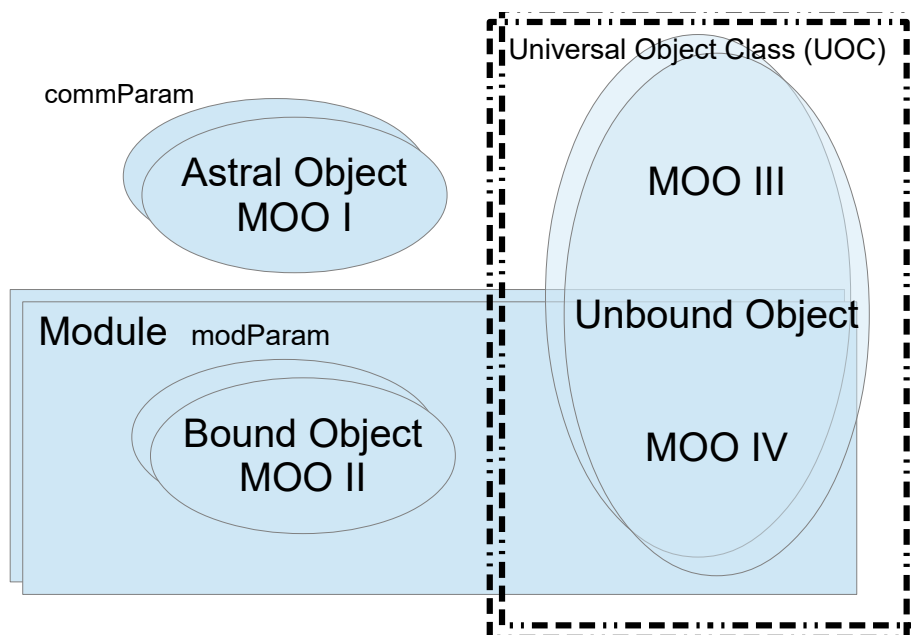 Universal Object Class (UOC)
commParam
Astral Object
MOO I
MOO III
Module modParam
Unbound Object
Bound Object
MOO II
MOO IV